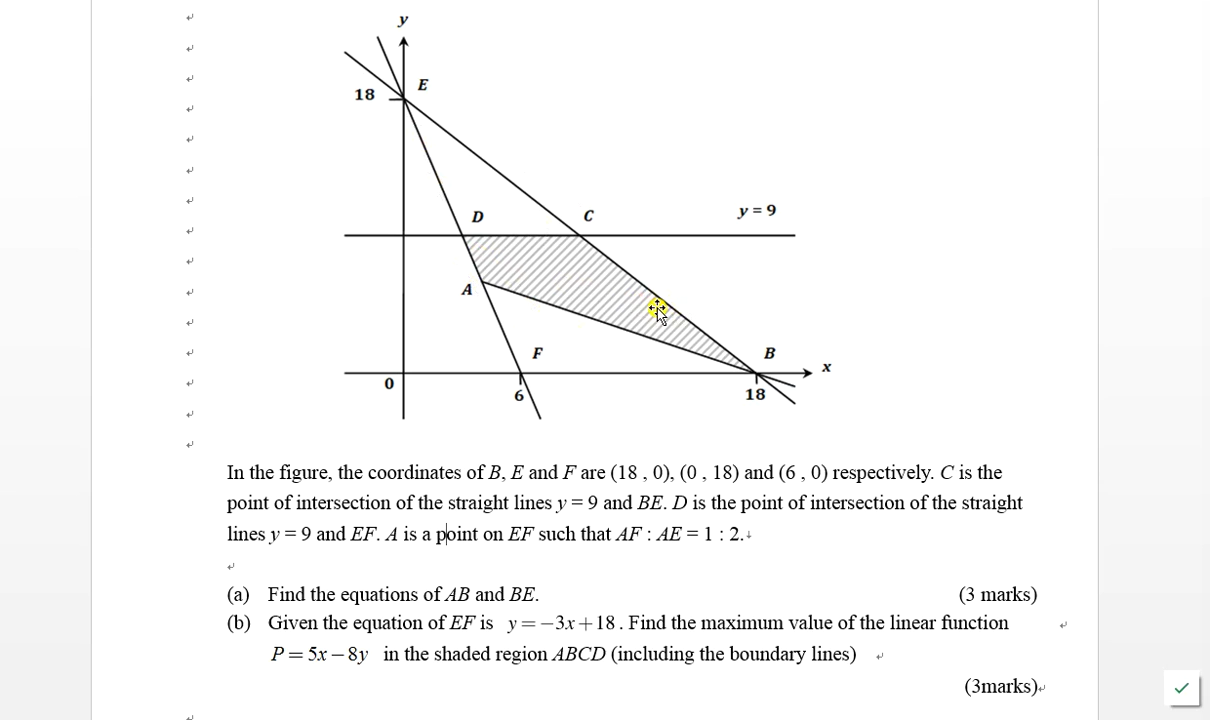 y
E
18
D
C
y = 9
A
F
B
x
0
6
18
In the figure, the coordinates of B, E and F are (18 , 0), (0 , 18) and (6 , 0) respectively. C is the
point of intersection of the straight lines y = 9 and BE. D is the point of intersection of the straight
lines y = 9 and EF. A is a point on EF such that AF : AE = 1 : 2.
(a) Find the equations of AB and BE. (3 marks)
(b) Given the equation of EF is y = −3x + 18 . Find the maximum value of the linear function
P = 5x − 8y in the shaded region ABCD (including the boundary lines)
(3marks)